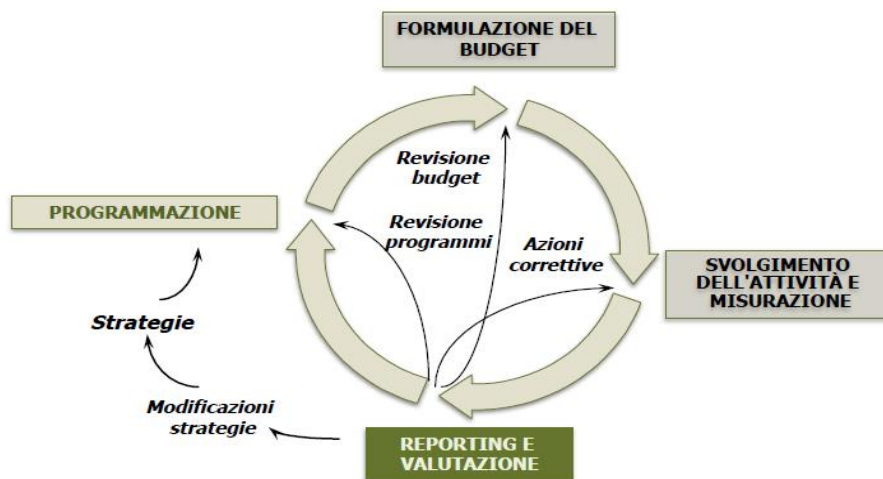 FORMULAZIONE DEL
BUDGET
Revisione
budget
PROGRAMMAZIONE
Revisione
programmi
Azioni
correttive
SVOLGIMENTO
DELL'ATTIVITÀ E
MISURAZIONE
Strategie
Modificazioni
strategie
REPORTING E
VALUTAZIONE